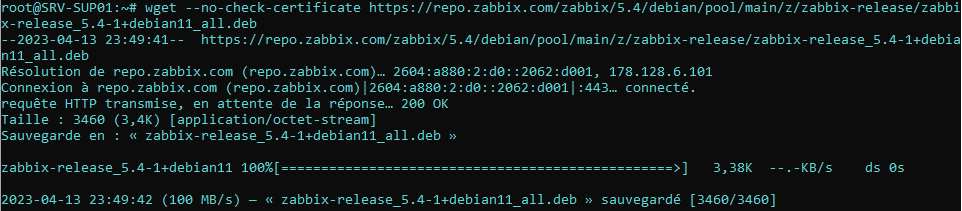 root@SRV-SUP01:~# wget --no-check-certificate https://repo.zabbix.com/zabbix/5.4/debian/pool/main/z/zabbix-release/zabbi
x-release_5.4-1+debian11_all.deb
--2023-04-13 23:49:41--  https://repo.zabbix.com/zabbix/5.4/debian/pool/main/z/zabbix-release/zabbix-release_5.4-1+debia
n11_all.deb
Résolution de repo.zabbix.com (repo.zabbix.com)… 2604:a880:2:d0::2062:d001, 178.128.6.101
Connexion à repo.zabbix.com (repo.zabbix.com)|2604:a880:2:d0::2062:d001|:443… connecté.
requête HTTP transmise, en attente de la réponse… 200 OK
Taille : 3460 (3,4K) [application/octet-stream]
Sauvegarde en : « zabbix-release_5.4-1+debian11_all.deb »

zabbix-release_5.4-1+debian11 100%[=================================================>]   3,38K  --.-KB/s    ds 0s

2023-04-13 23:49:42 (100 MB/s) — « zabbix-release_5.4-1+debian11_all.deb » sauvegardé [3460/3460]